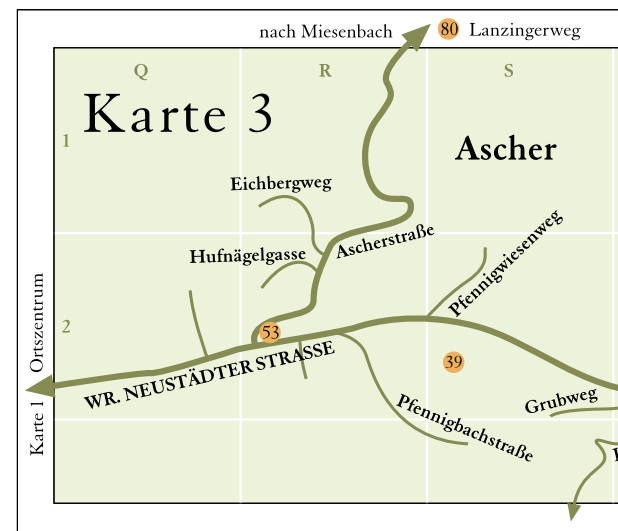 nach Miesenbach
80 Lanzingerweg
Q R S
Karte 3
1
Ascher
Eichbergweg
Ascherstraße
Hufnägelgasse
Pfennigwiesenweg
2
53
WR. NEUSTÄDTER STRASSE
39
Grubweg
Pfennigbachstraße
Karte 1 Ortszentrum